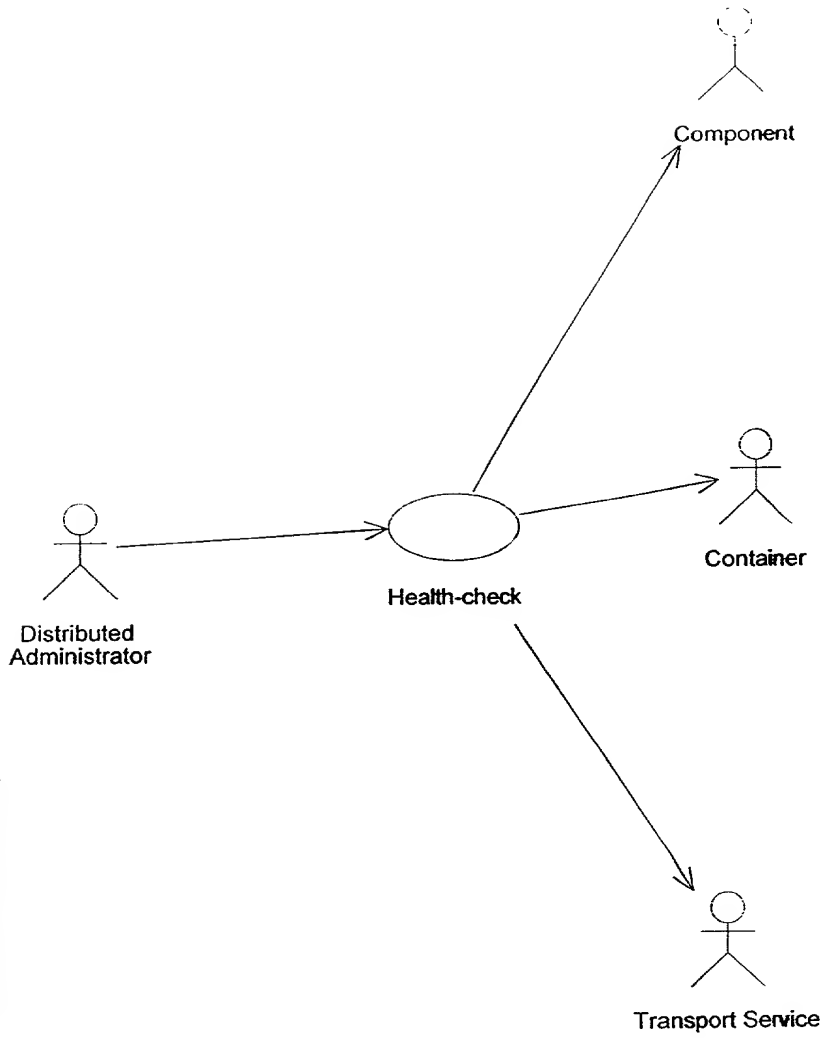 Component
Container
Health-check
Distributed
Administrator
Transport Service